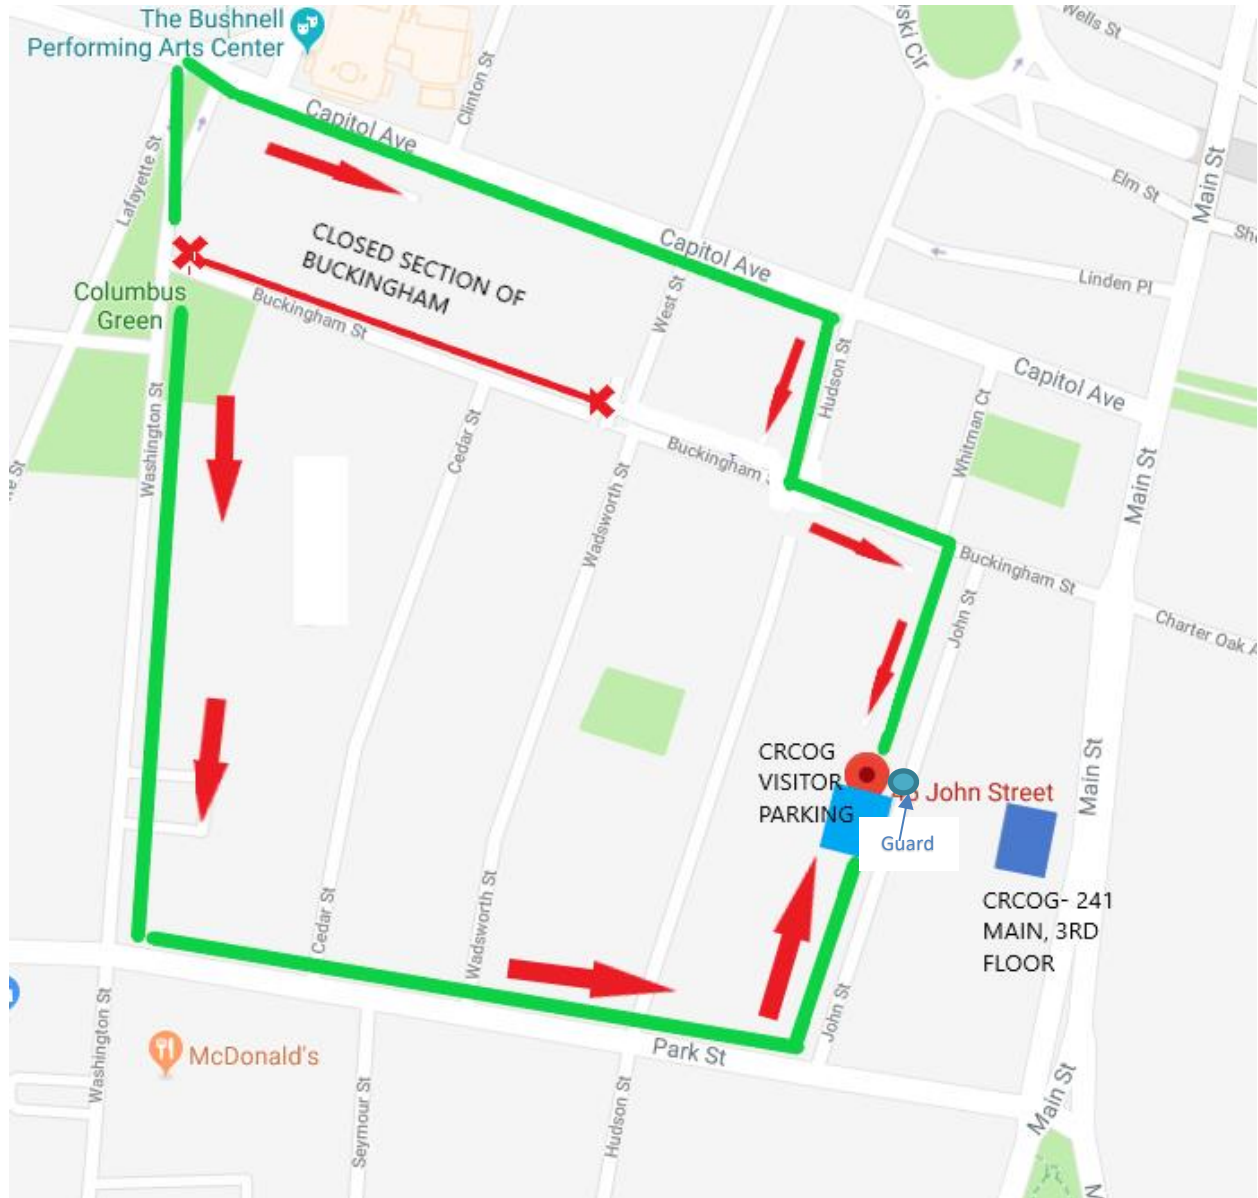 The Bushnell
Performing Arts Center
Clinton St
Wells St
Capitol Ave
Lafayette St
Main St
Elm St
CLOSED SECTION OF
BUCKINGHAM
Capitol Ave
Linden Pl
Columbus
Green
Buckingham St
West St
Hudson St
Capitol Ave
Washington St
Cedar St
Buckingham
Whitman Ct
Main St
Wadsworth St
Buckingham St
John St
Charter Oak A
CRCOG
VISITOR
PARKING
John Street
Guard
Main St
CRCOG- 241
MAIN, 3RD
FLOOR
Cedar St
Wadsworth St
John St
Washington St
McDonald's
Park St
Seymour St
Hudson St
Main St